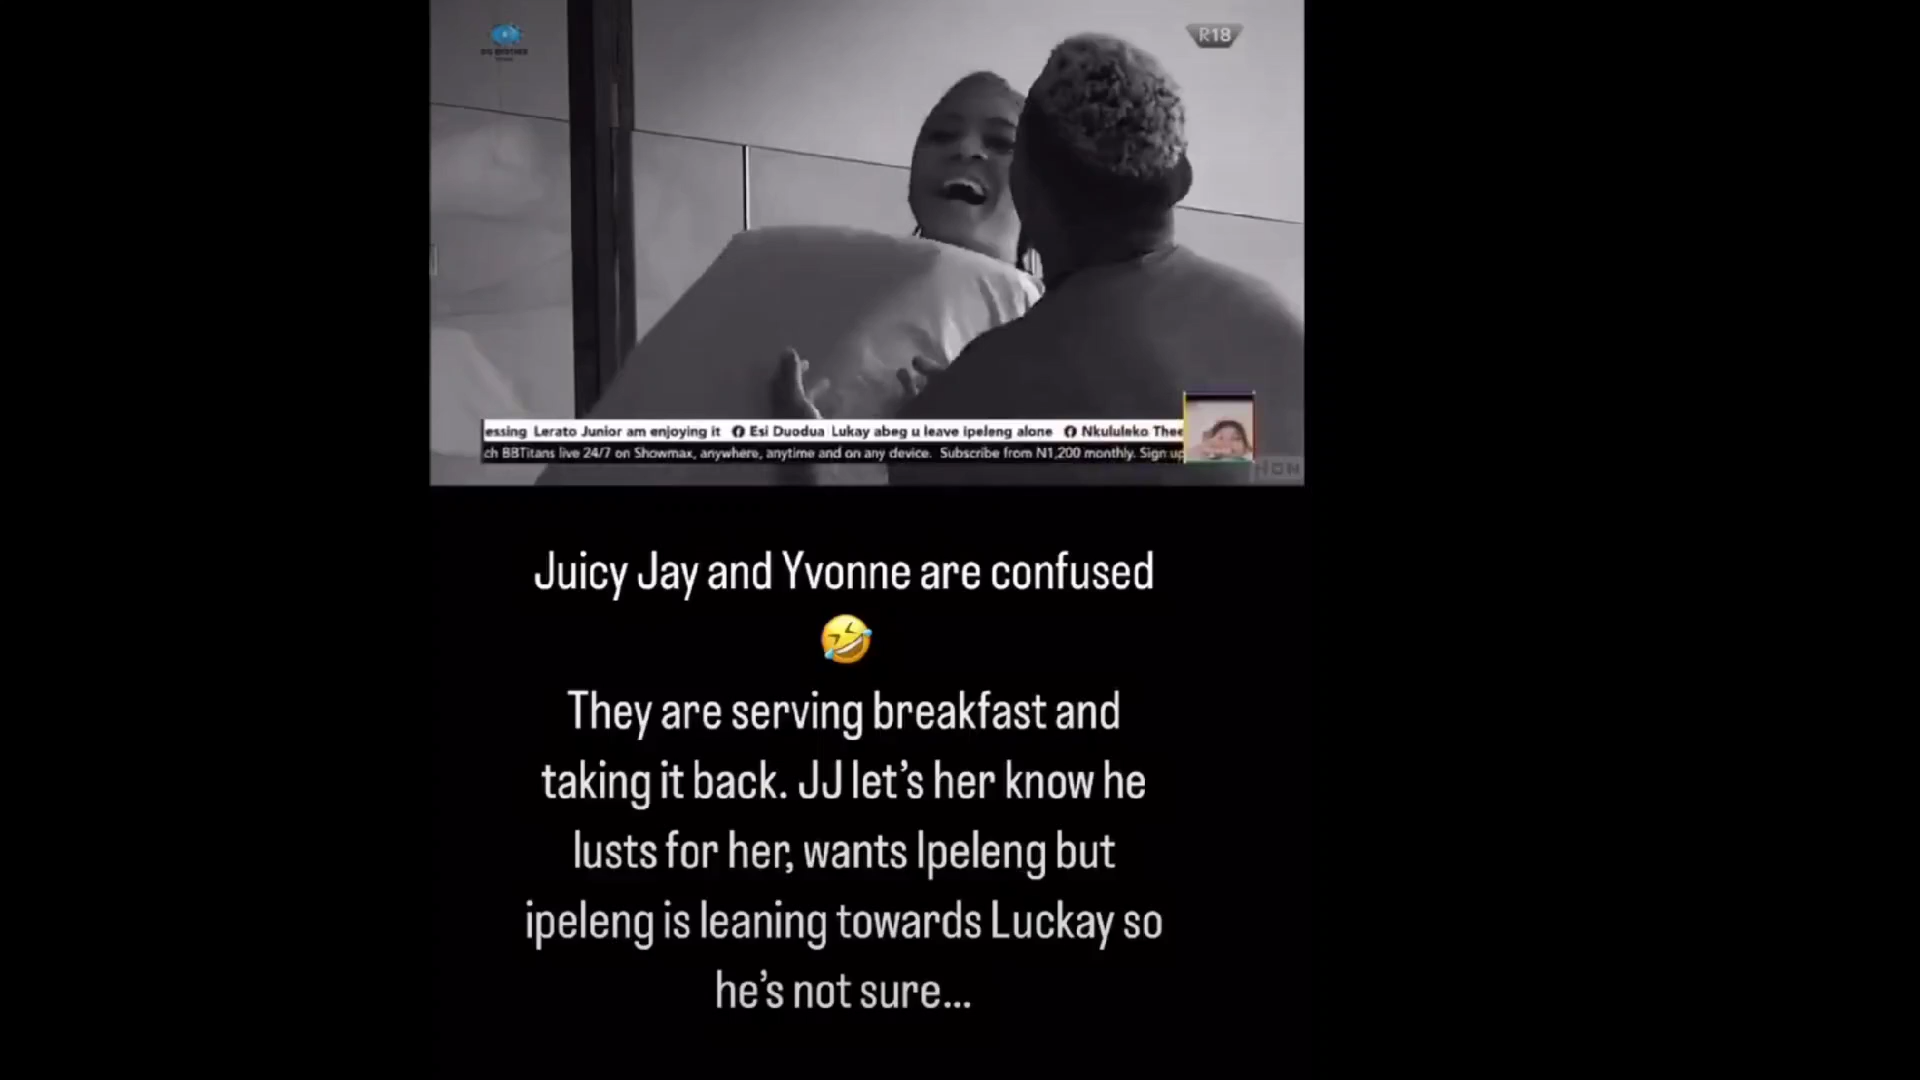 BIG BROTHER
R18
essing Lerato Junior am enjoying it Esi Duodua Lukay abeg u leave Ipeleng alone Nkululeko Thee
ch BBTitans live 24/7 on Showmax, anywhere, anytime and on any device. Subscribe from N1,200 monthly. Sign up
Juicy Jay and Yvonne are confused
🤣
They are serving breakfast and
taking it back. JJ let's her know he
lusts for her, wants Ipeleng but
ipeleng is leaning towards Luckay so
he's not sure...